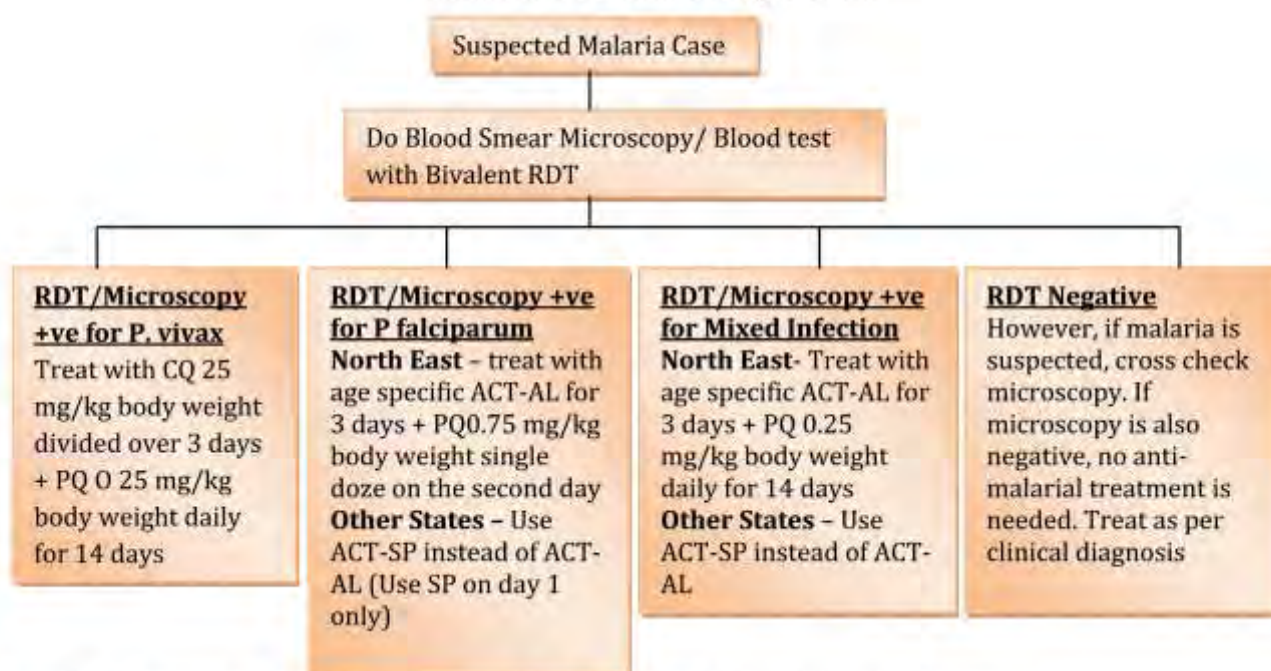 Suspected Malaria Case
Do Blood Smear Microscopy/ Blood test
with Bivalent RDT
RDT/Microscopy
+ve for P. vivax
Treat with CQ 25
mg/kg body weight
divided over 3 days
+ PQ O 25 mg/kg
body weight daily
for 14 days
RDT/Microscopy +ve
for P falciparum
North East – treat with
age specific ACT-AL for
3 days + PQ0.75 mg/kg
body weight single
doze on the second day
Other States – Use
ACT-SP instead of ACT-
AL (Use SP on day 1
only)
RDT/Microscopy +ve
for Mixed Infection
North East- Treat with
age specific ACT-AL for
3 days + PQ 0.25
mg/kg body weight
daily for 14 days
Other States – Use
ACT-SP instead of ACT-
AL
RDT Negative
However, if malaria is
suspected, cross check
microscopy. If
microscopy is also
negative, no anti-
malarial treatment is
needed. Treat as per
clinical diagnosis